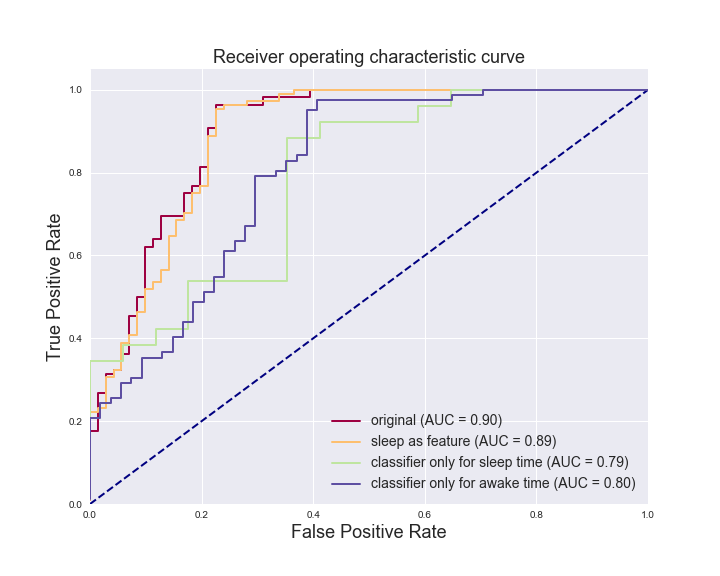 Receiver operating characteristic curve
True Positive Rate
1.0
0.8
0.6
0.4
0.2
0.0
original (AUC = 0.90)
sleep as feature (AUC = 0.89)
classifier only for sleep time (AUC = 0.79)
classifier only for awake time (AUC = 0.80)
0.0 0.2 0.4 0.6 0.8 1.0
False Positive Rate